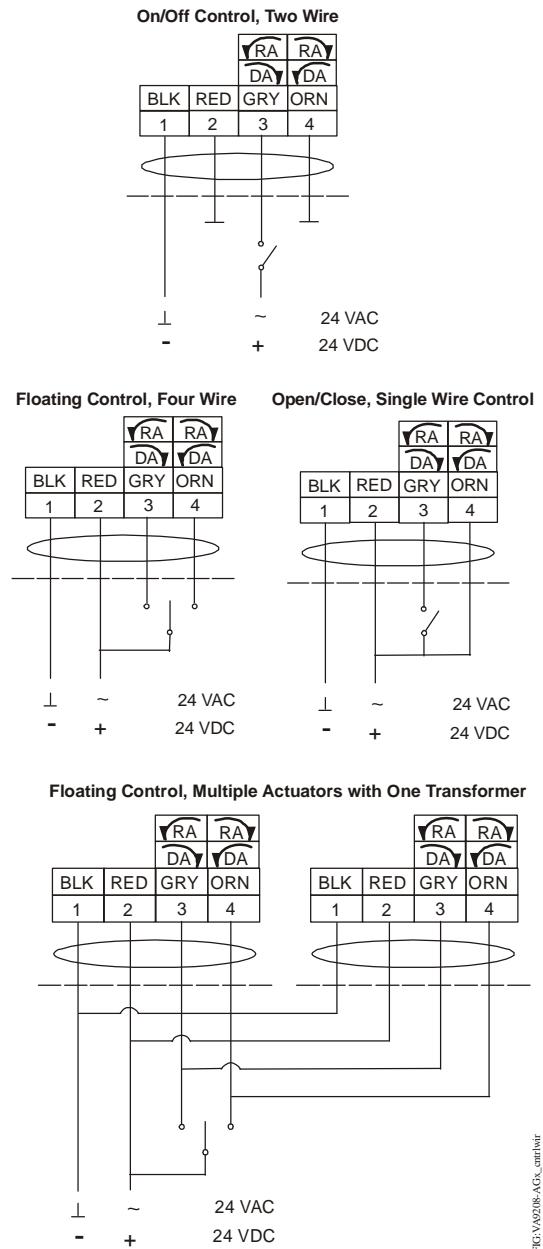 On/Off Control, Two Wire
RA RA
DA DA
BLK RED GRY ORN
1 2 3 4
⊥ ~ 24 VAC
- + 24 VDC
Floating Control, Four Wire
RA RA
DA DA
BLK RED GRY ORN
1 2 3 4
⊥ ~ 24 VAC
- + 24 VDC
Open/Close, Single Wire Control
RA RA
DA DA
BLK RED GRY ORN
1 2 3 4
⊥ ~ 24 VAC
- + 24 VDC
Floating Control, Multiple Actuators with One Transformer
RA RA RA RA
DA DA DA DA
BLK RED GRY ORN BLK RED GRY ORN
1 2 3 4 1 2 3 4
⊥ ~ 24 VAC
- + 24 VDC
FIG:VA9208-AGx_cntrlwir